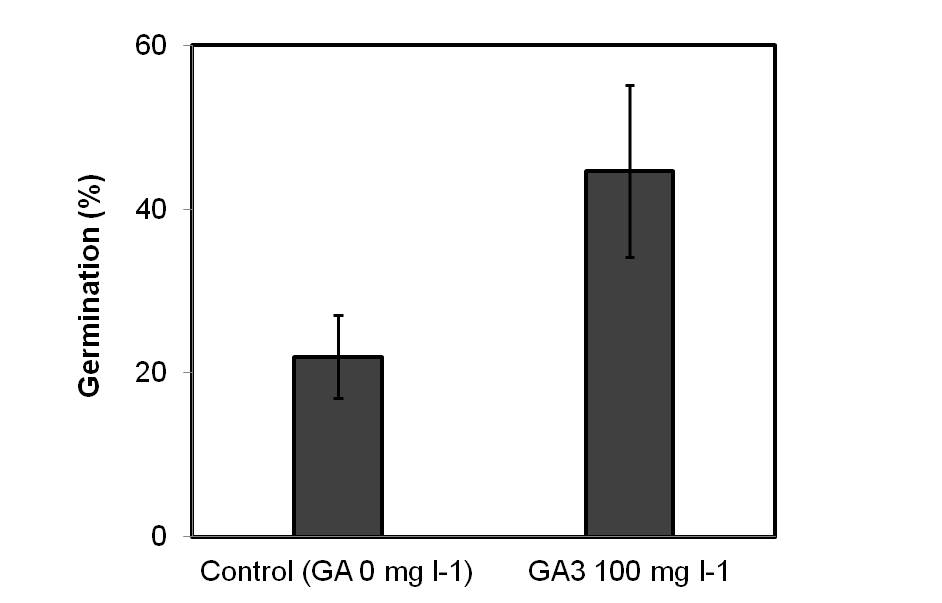 60
40
20
0
Germination (%)
Control (GA 0 mg l-1)
GA3 100 mg l-1